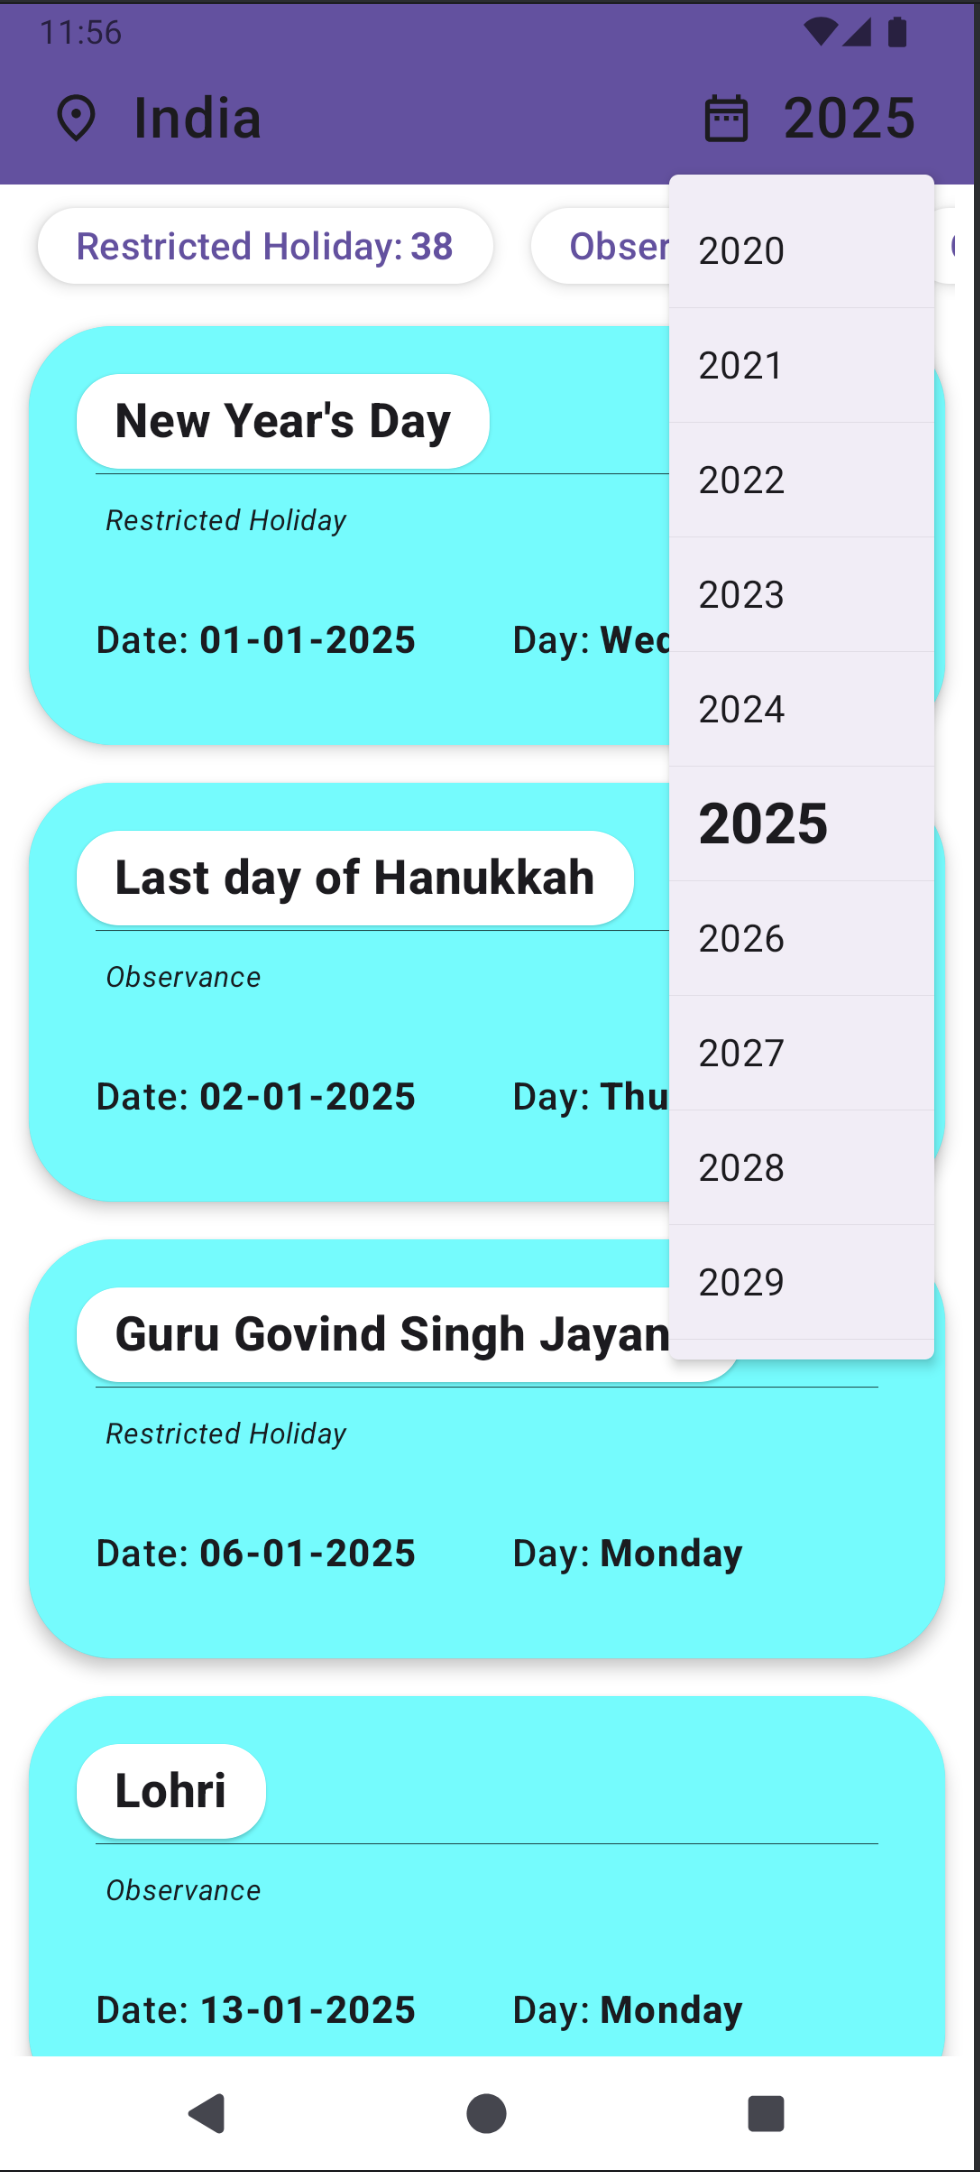 11:56
India
2025
Restricted Holiday: 38
Obser
New Year's Day
Restricted Holiday
Date: 01-01-2025 Day: Wed
Last day of Hanukkah
Observance
Date: 02-01-2025 Day: Thu
Guru Govind Singh Jayan
Restricted Holiday
Date: 06-01-2025 Day: Monday
Lohri
Observance
Date: 13-01-2025 Day: Monday
2020
2021
2022
2023
2024
2025
2026
2027
2028
2029